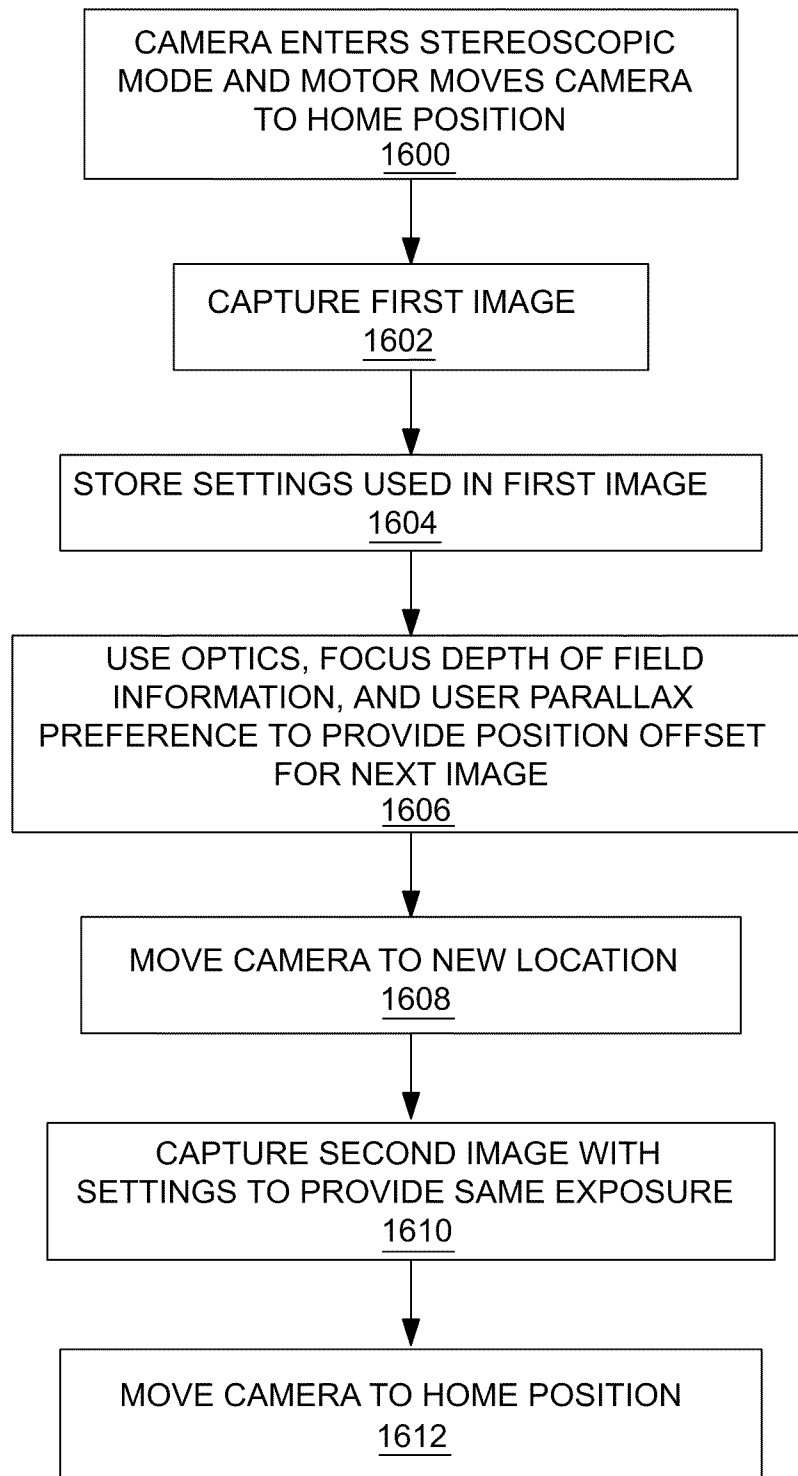 CAMERA ENTERS STEREOSCOPIC
MODE AND MOTOR MOVES CAMERA
TO HOME POSITION
1600
CAPTURE FIRST IMAGE
1602
STORE SETTINGS USED IN FIRST IMAGE
1604
USE OPTICS, FOCUS DEPTH OF FIELD
INFORMATION, AND USER PARALLAX
PREFERENCE TO PROVIDE POSITION OFFSET
FOR NEXT IMAGE
1606
MOVE CAMERA TO NEW LOCATION
1608
CAPTURE SECOND IMAGE WITH
SETTINGS TO PROVIDE SAME EXPOSURE
1610
MOVE CAMERA TO HOME POSITION
1612